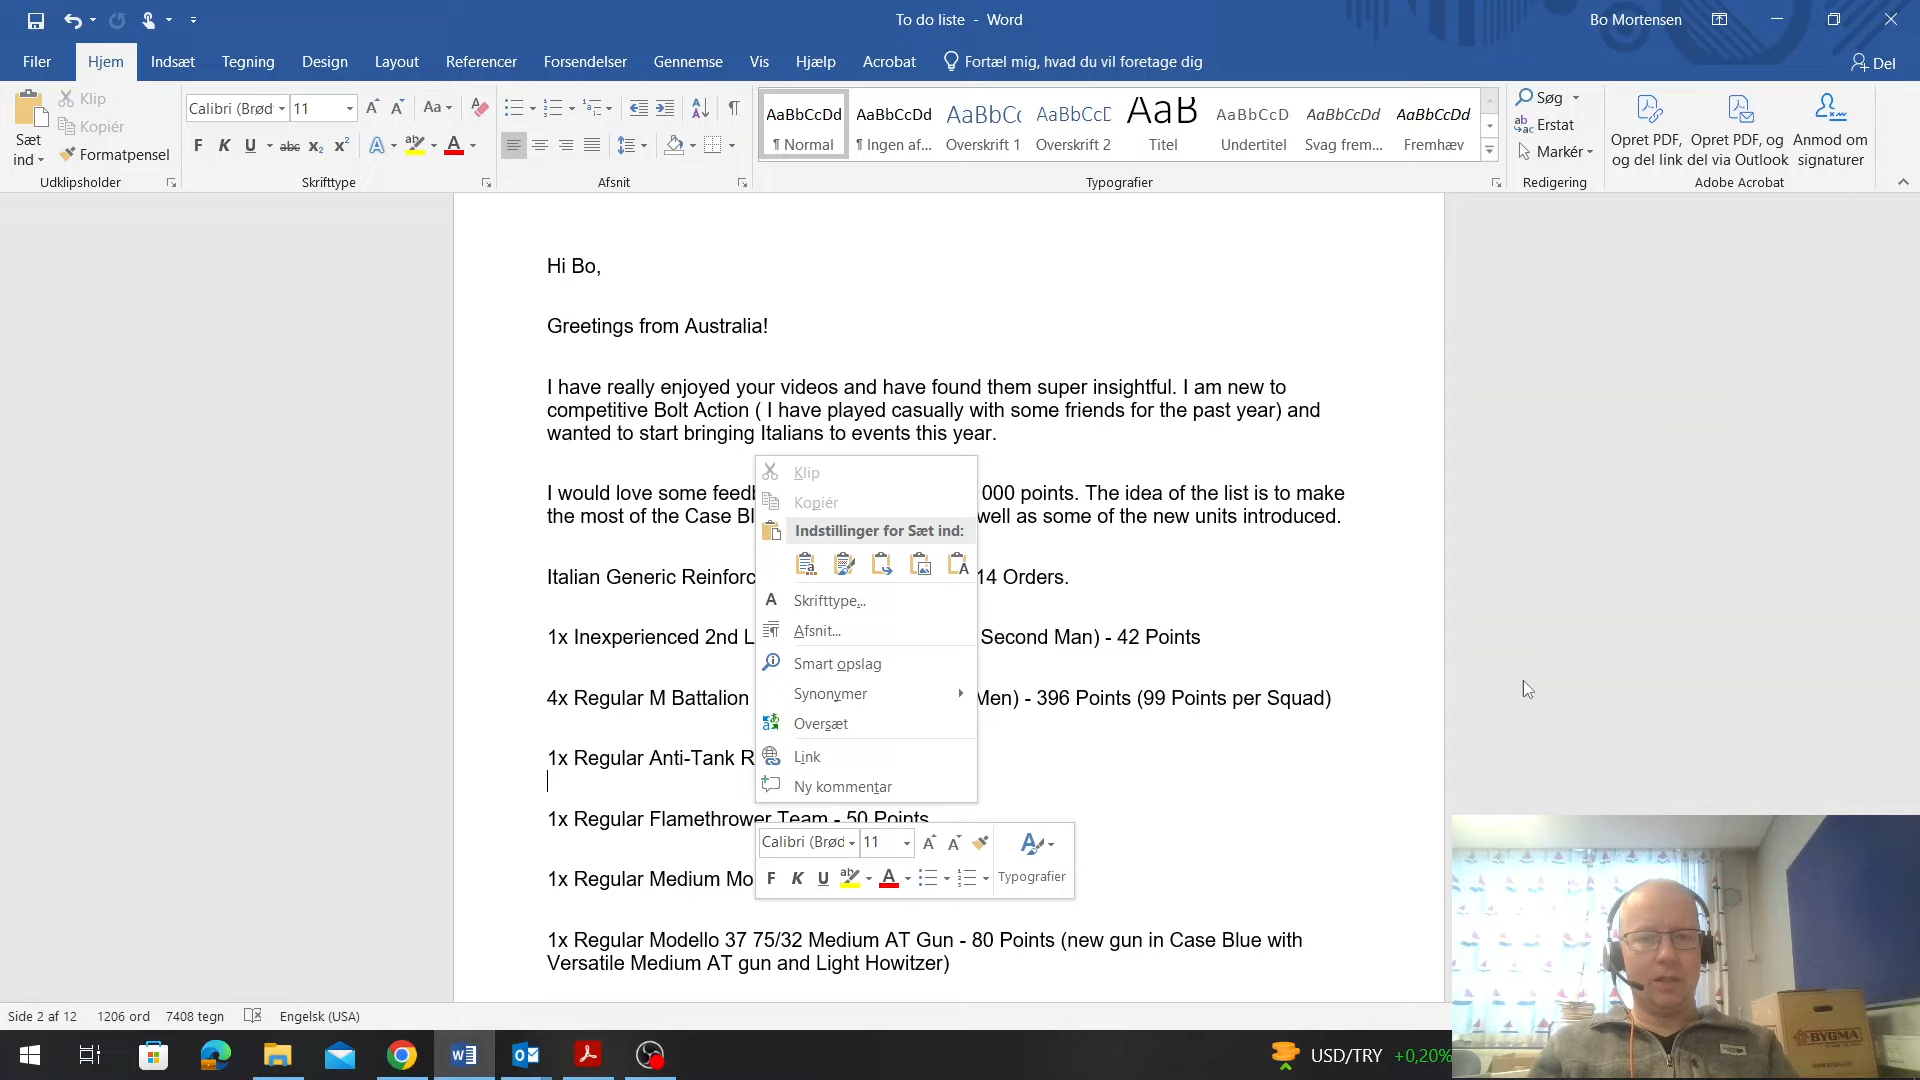 To do liste - Word
Bo Mortensen
Filer
Hjem
Indsæt
Tegning
Design
Layout
Referencer
Forsendelser
Gennemse
Vis
Hjælp
Acrobat
Fortæl mig, hvad du vil foretage dig
Del
Sæt
ind
Klip
Kopiér
Formatpensel
Udklipsholder
Calibri (Brød
11
Aa
F K U abc x₂ x²
Skrifttype
Afsnit
AaBbCcDd
¶ Normal
AaBbCcDd
¶ Ingen af...
AaBbCc
Overskrift 1
AaBbCcD
Overskrift 2
AaB
Titel
AaBbCcD
Undertitel
AaBbCcDd
Svag frem...
AaBbCcDd
Fremhæv
Typografier
Søg
Erstat
Markér
Redigering
Opret PDF,
og del link
Opret PDF, og
del via Outlook
Anmod om
signaturer
Adobe Acrobat
Hi Bo,
Greetings from Australia!
I have really enjoyed your videos and have found them super insightful. I am new to
competitive Bolt Action ( I have played casually with some friends for the past year) and
wanted to start bringing Italians to events this year.
I would love some feedb 000 points. The idea of the list is to make
the most of the Case Bl well as some of the new units introduced.
Italian Generic Reinforc 14 Orders.
1x Inexperienced 2nd L Second Man) - 42 Points
4x Regular M Battalion Men) - 396 Points (99 Points per Squad)
1x Regular Anti-Tank R
1x Regular Flamethrower Team - 50 Points
1x Regular Medium Mo
1x Regular Modello 37 75/32 Medium AT Gun - 80 Points (new gun in Case Blue with
Versatile Medium AT gun and Light Howitzer)
Klip
Kopiér
Indstillinger for Sæt ind:
Skrifttype...
Afsnit...
Smart opslag
Synonymer
Oversæt
Link
Ny kommentar
Calibri (Brød
11
F K U
Typografier
Side 2 af 12
1206 ord
7408 tegn
Engelsk (USA)
USD/TRY
+0,20%
BYGMA